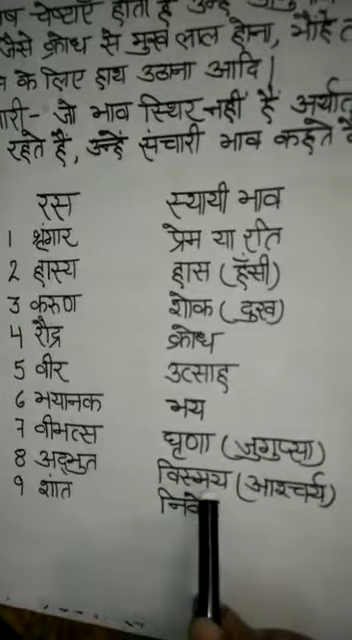 चेष्टाएँ होती हैं उन्हें
जैसे क्रोध से मुख लाल होना, भौंहे
के लिए हाथ उठाना आदि |
जो भाव स्थिर नहीं हैं अर्थात्
रहते हैं, उन्हें संचारी भाव कहते
रस स्थायी भाव
1 श्रृंगार प्रेम या रति
2 हास्य हास (हँसी)
3 करुण शोक (दुख)
4 रौद्र क्रोध
5 वीर उत्साह
6 भयानक भय
7 वीभत्स घृणा (जुगुप्सा)
8 अद्भुत विस्मय (आश्चर्य)
9 शांत